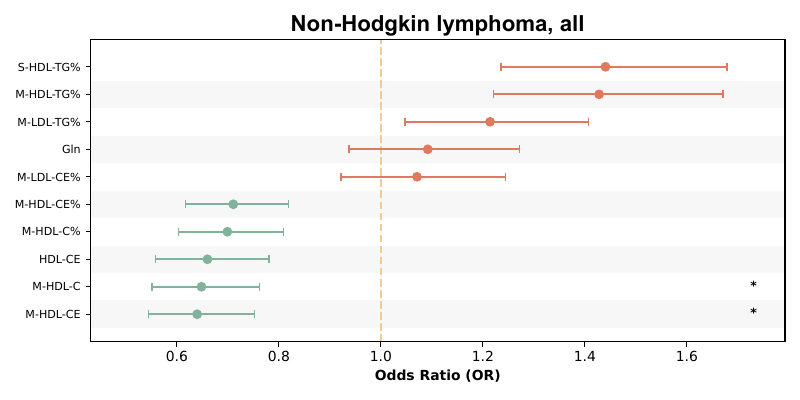 Non-Hodgkin lymphoma, all
S-HDL-TG%
M-HDL-TG%
M-LDL-TG%
Gln
M-LDL-CE%
M-HDL-CE%
M-HDL-C%
HDL-CE
M-HDL-C *
M-HDL-CE *
0.6 0.8 1.0 1.2 1.4 1.6
Odds Ratio (OR)